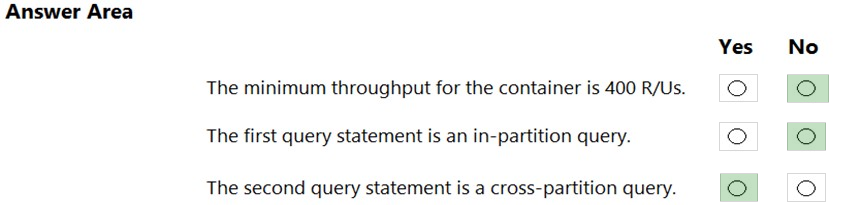 Answer Area
Yes No
The minimum throughput for the container is 400 R/Us.
The first query statement is an in-partition query.
The second query statement is a cross-partition query.